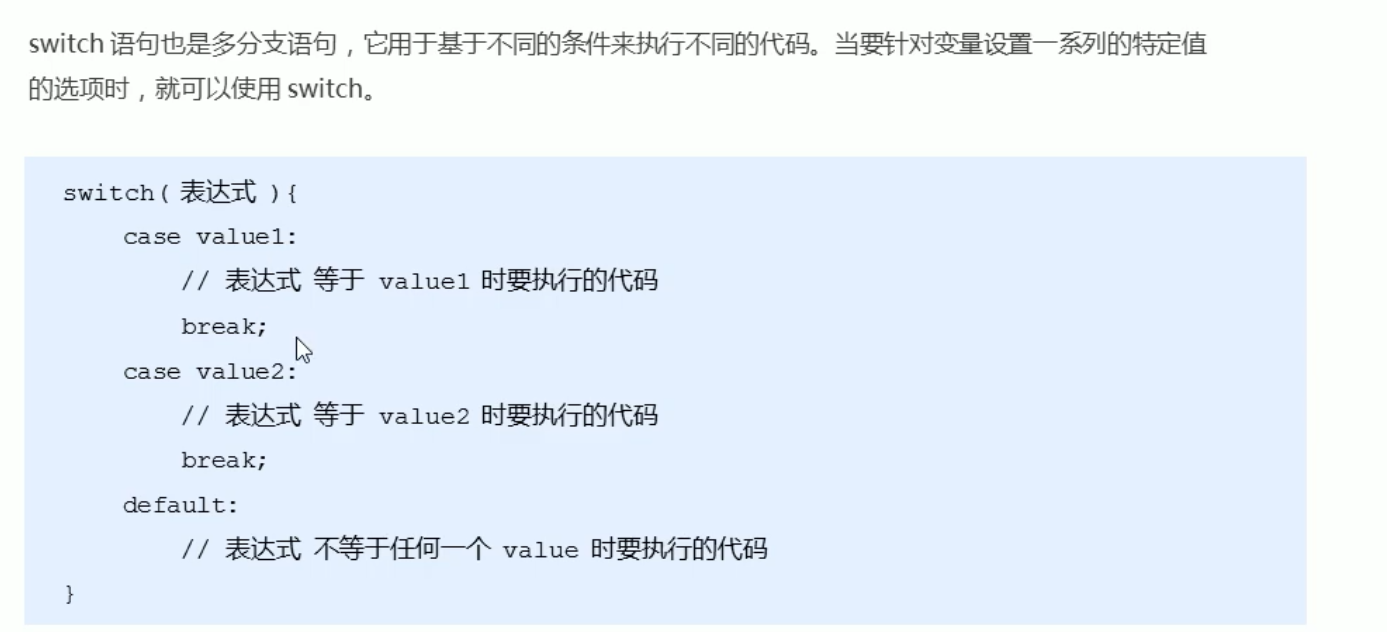 switch 语句也是多分支语句，它用于基于不同的条件来执行不同的代码。当要针对变量设置一系列的特定值
的选项时，就可以使用 switch。
switch( 表达式 ){
case value1:
// 表达式 等于 value1 时要执行的代码
break;
case value2:
// 表达式 等于 value2 时要执行的代码
break;
default:
// 表达式 不等于任何一个 value 时要执行的代码
}